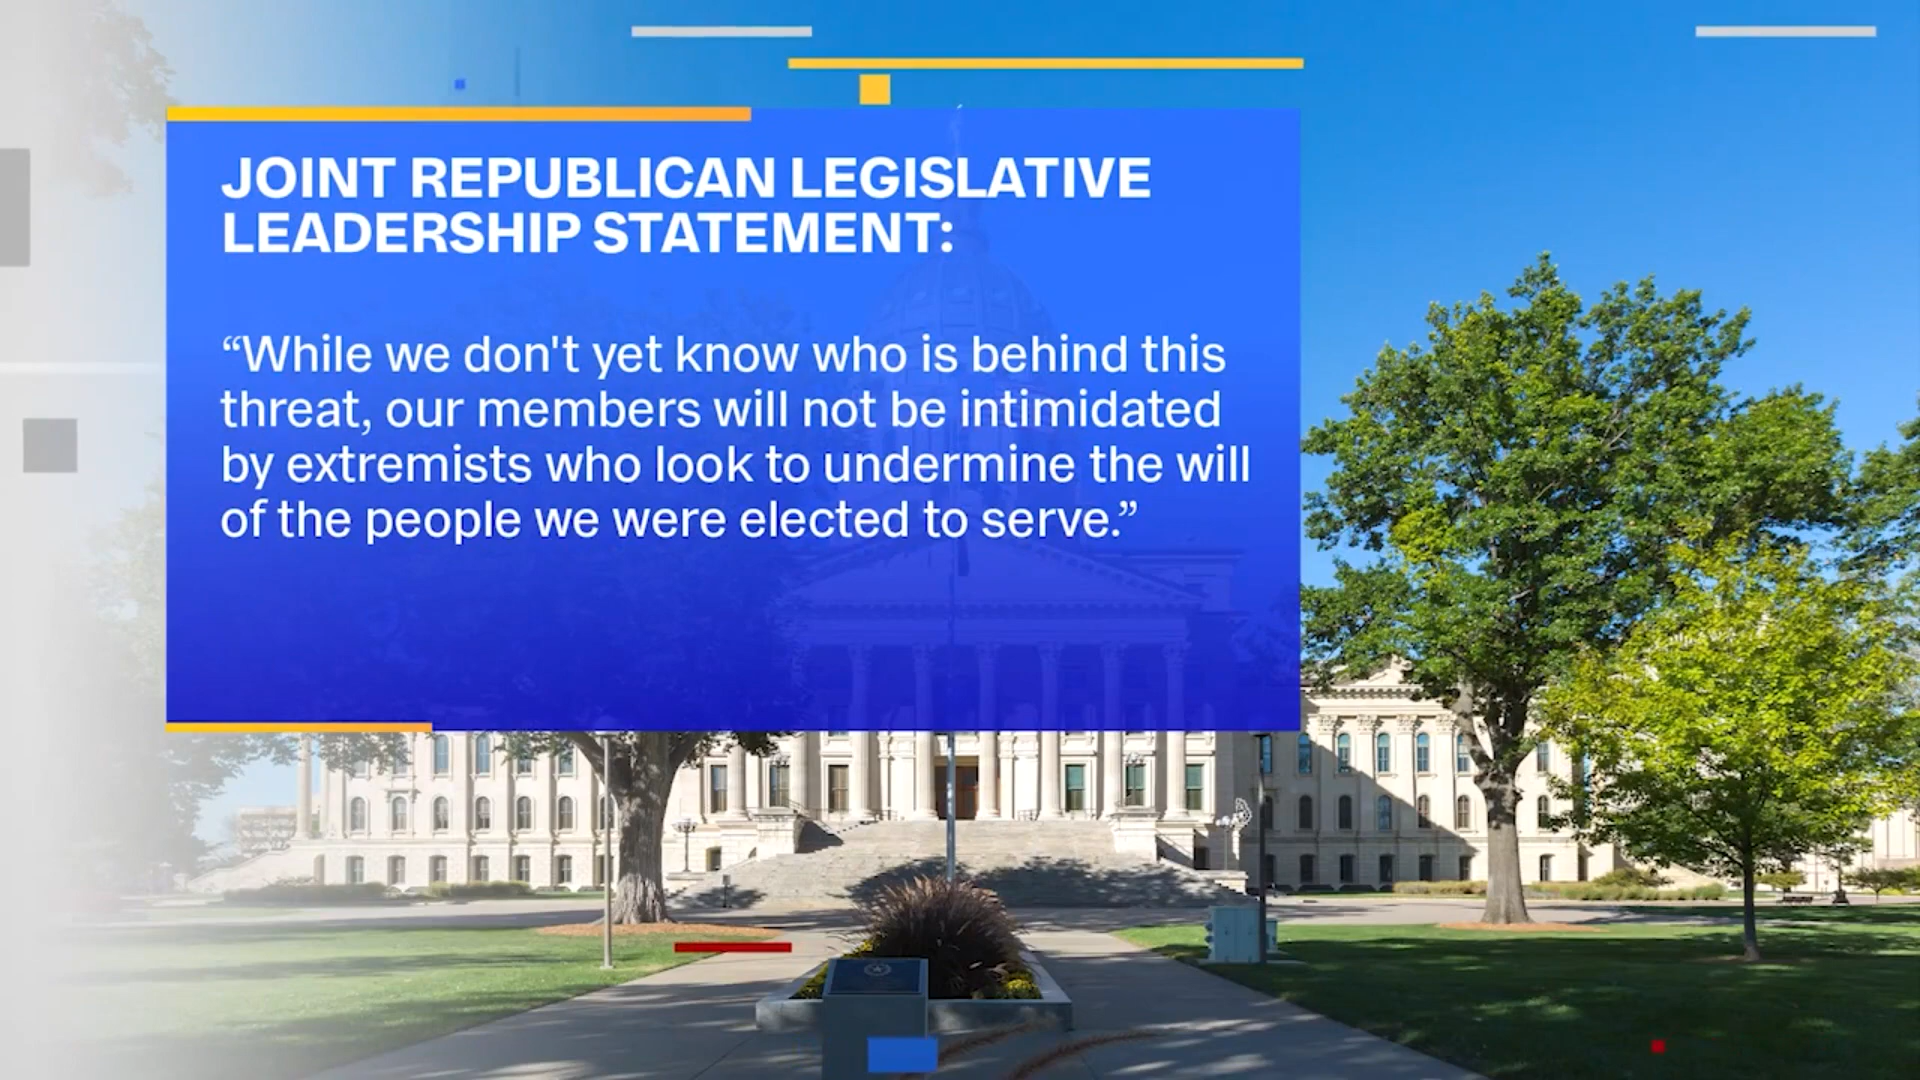 JOINT REPUBLICAN LEGISLATIVE
LEADERSHIP STATEMENT:
“While we don't yet know who is behind this
threat, our members will not be intimidated
by extremists who look to undermine the will
of the people we were elected to serve.”